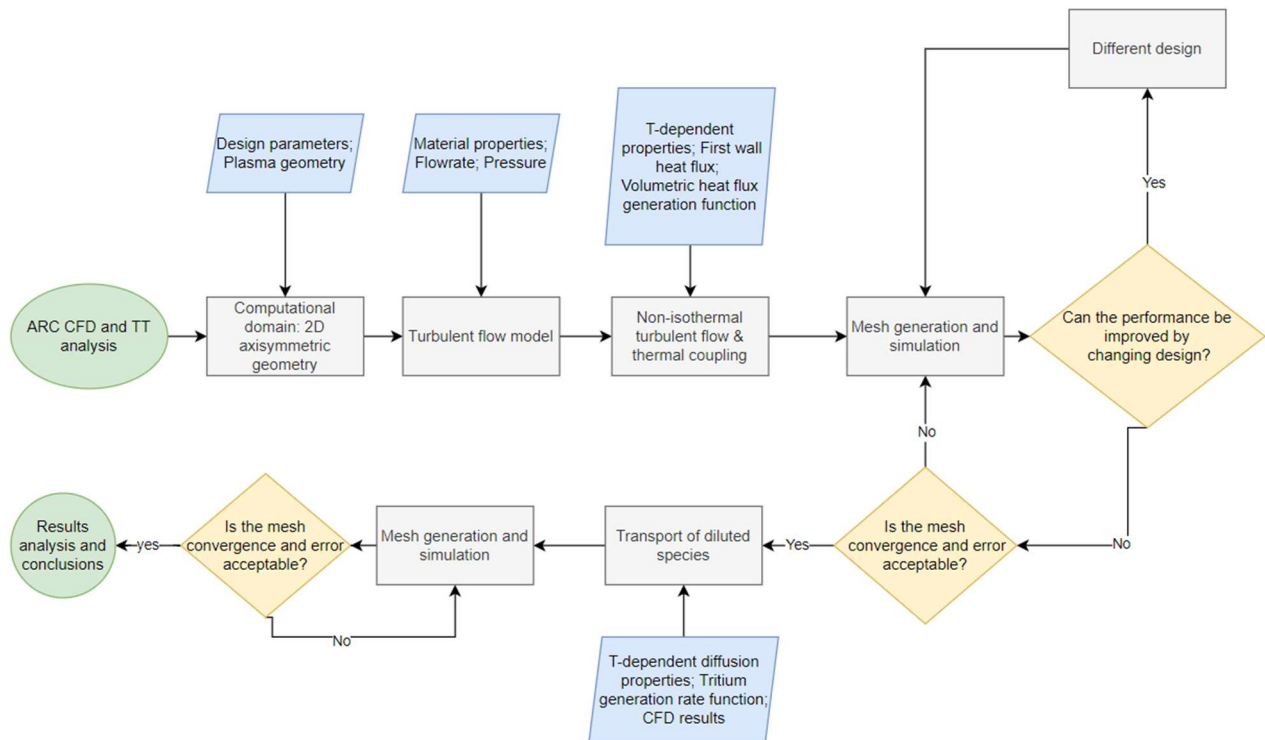 Different design
Design parameters;
Plasma geometry
Material properties;
Flowrate; Pressure
T-dependent
properties; First wall
heat flux;
Volumetric heat flux
generation function
Yes
ARC CFD and TT
analysis
Computational
domain: 2D
axisymmetric
geometry
Turbulent flow model
Non-isothermal
turbulent flow &
thermal coupling
Mesh generation and
simulation
Can the performance be
improved by
changing design?
No
Results
analysis and
conclusions
yes
Is the mesh
convergence and error
acceptable?
No
Mesh generation and
simulation
Transport of diluted
species
Yes
Is the mesh
convergence and error
acceptable?
No
T-dependent diffusion
properties; Tritium
generation rate function;
CFD results